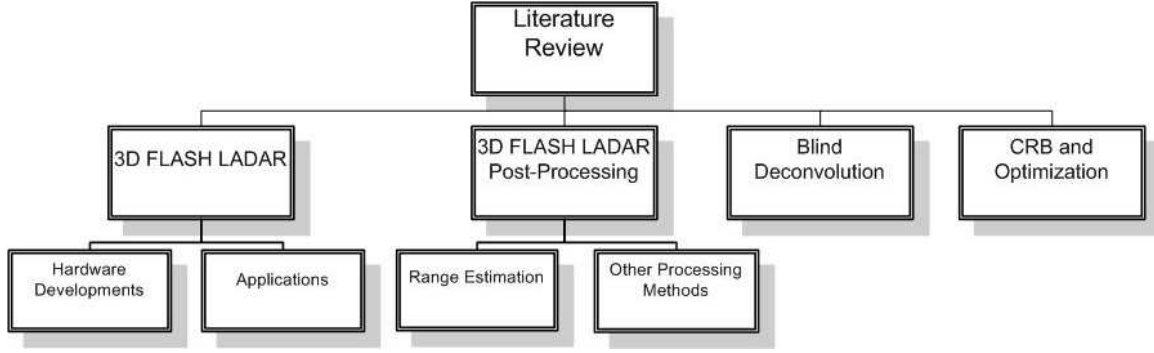 Literature
Review
3D FLASH LADAR
3D FLASH LADAR
Post-Processing
Blind
Deconvolution
CRB and
Optimization
Hardware
Developments
Applications
Range Estimation
Other Processing
Methods